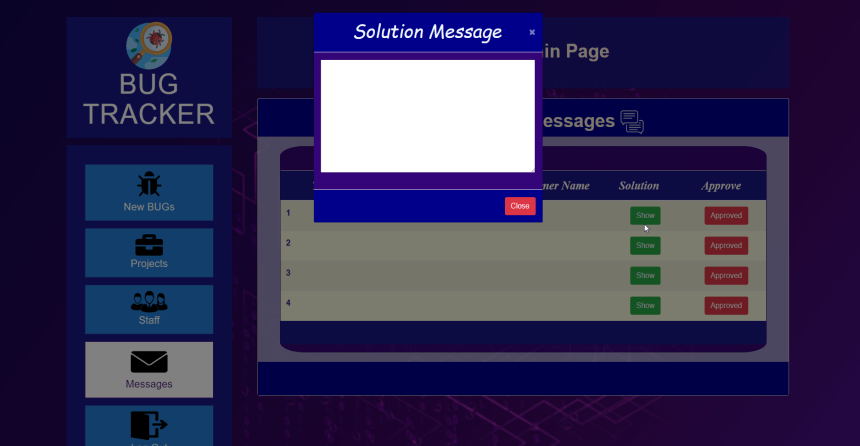 BUG
TRACKER
New BUGs
Projects
Staff
Messages
Solution Message
×
Close
in Page
essages
ner Name Solution Approve
1 Show Approved
2 Show Approved
3 Show Approved
4 Show Approved